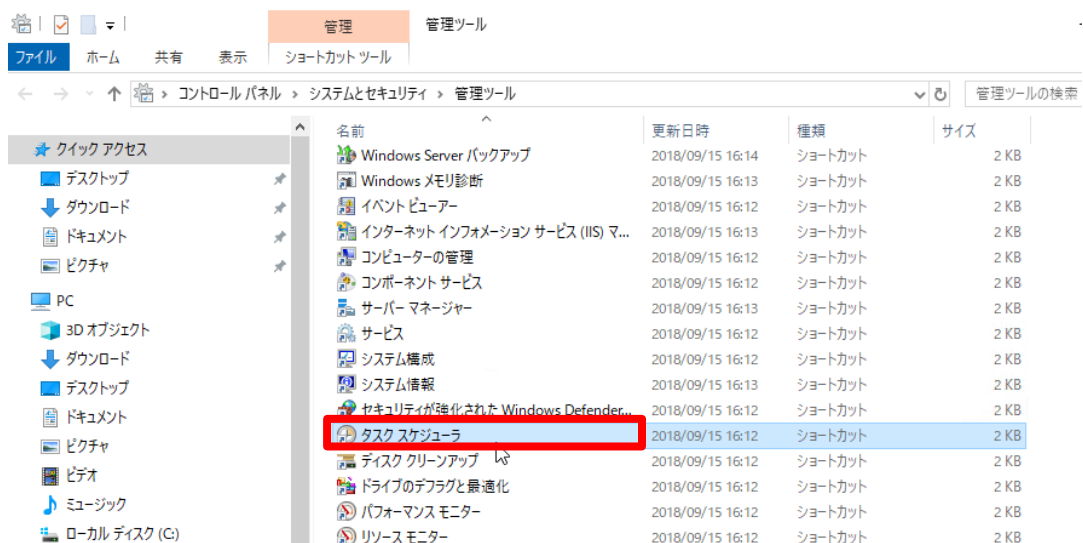 管理 管理ツール
ファイル ホーム 共有 表示 ショートカット ツール
コントロール パネル システムとセキュリティ 管理ツール 管理ツールの検索
クイック アクセス
デスクトップ
ダウンロード
ドキュメント
ピクチャ
PC
3D オブジェクト
ダウンロード
デスクトップ
ドキュメント
ピクチャ
ビデオ
ミュージック
ローカル ディスク (C:)
名前 更新日時 種類 サイズ
Windows Server バックアップ 2018/09/15 16:14 ショートカット 2 KB
Windows メモリ診断 2018/09/15 16:13 ショートカット 2 KB
イベント ビューアー 2018/09/15 16:12 ショートカット 2 KB
インターネット インフォメーション サービス (IIS) マ... 2018/09/15 16:13 ショートカット 2 KB
コンピューターの管理 2018/09/15 16:12 ショートカット 2 KB
コンポーネント サービス 2018/09/15 16:12 ショートカット 2 KB
サーバー マネージャー 2018/09/15 16:13 ショートカット 2 KB
サービス 2018/09/15 16:12 ショートカット 2 KB
システム構成 2018/09/15 16:12 ショートカット 2 KB
システム情報 2018/09/15 16:13 ショートカット 2 KB
セキュリティが強化された Windows Defender... 2018/09/15 16:12 ショートカット 2 KB
タスク スケジューラ 2018/09/15 16:12 ショートカット 2 KB
ディスク クリーンアップ 2018/09/15 16:12 ショートカット 2 KB
ドライブのデフラグと最適化 2018/09/15 16:12 ショートカット 2 KB
パフォーマンス モニター 2018/09/15 16:12 ショートカット 2 KB
リソース モニター 2018/09/15 16:12 ショートカット 2 KB